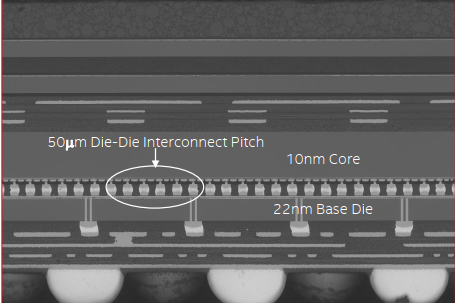 50μm Die-Die Interconnect Pitch
10nm Core
22nm Base Die